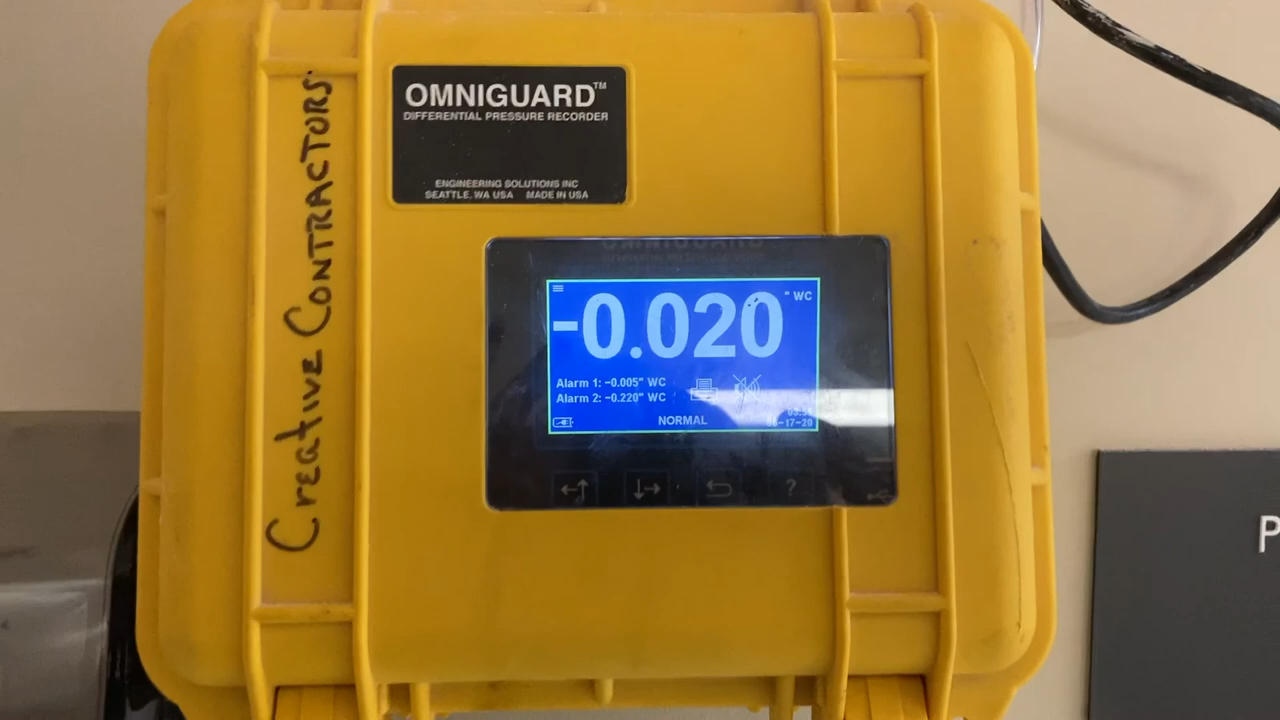 Creative CONTRACTORS
OMNIGUARD™
DIFFERENTIAL PRESSURE RECORDER
ENGINEERING SOLUTIONS INC
SEATTLE, WA USA MADE IN USA
-0.020 " WC
Alarm 1: -0.005" WC
Alarm 2: -0.220" WC
NORMAL
?
P